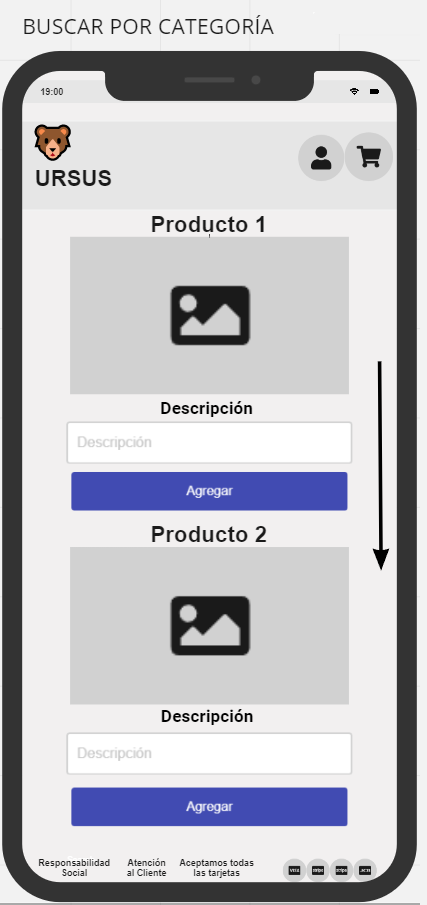 BUSCAR POR CATEGORÍA
19:00
URSUS
Producto 1
Descripción
Descripción
Agregar
Producto 2
Descripción
Descripción
Agregar
Responsabilidad
Social
Atención
al Cliente
Aceptamos todas
las tarjetas
VISA